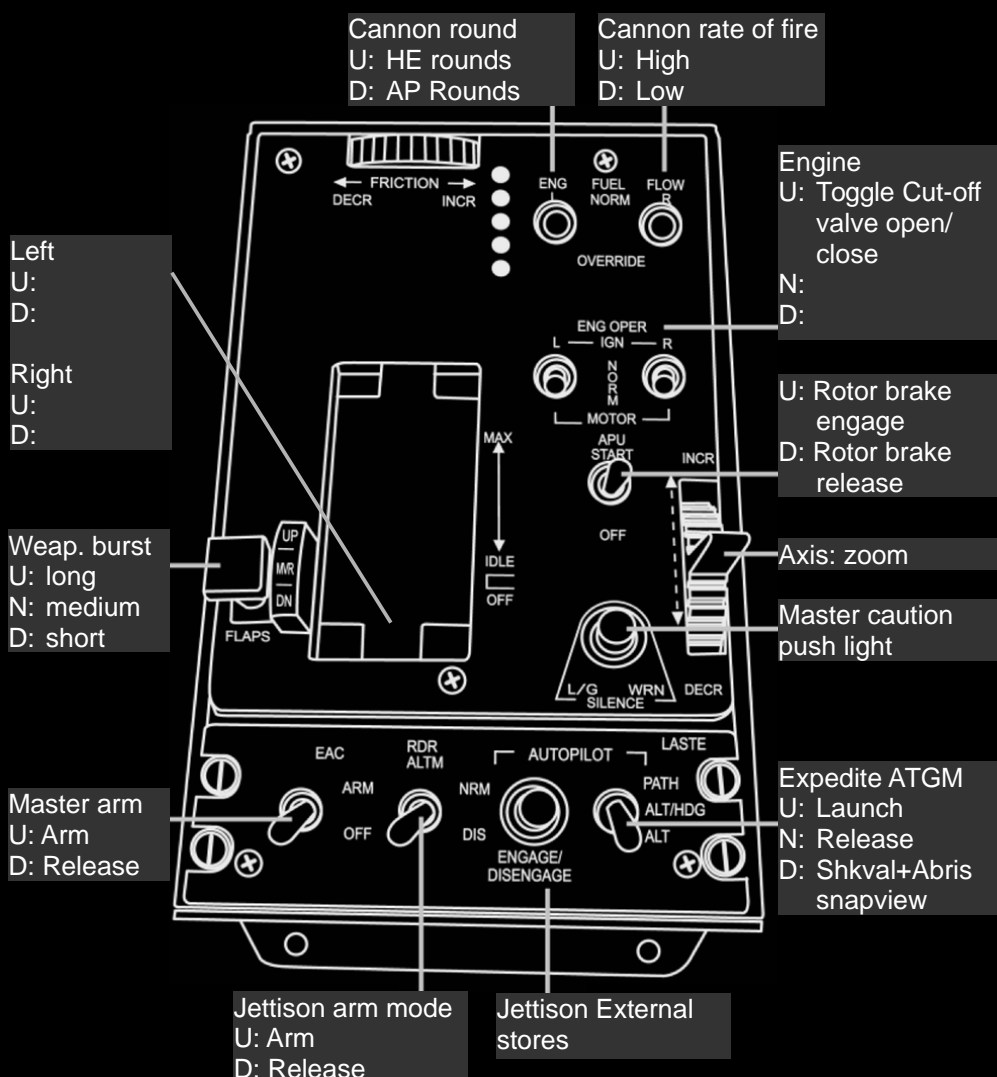 Cannon round
U: HE rounds
D: AP Rounds
Cannon rate of fire
U: High
D: Low
Engine
U: Toggle Cut-off
valve open/
close
N:
D:
Left
U:
D:
Right
U:
D:
FRICTION
DECR
INCR
ENG
L
FUEL
NORM
FLOW
R
OVERRIDE
ENG OPER
L
IGN
R
NORM
MOTOR
U: Rotor brake
engage
D: Rotor brake
release
APU
START
OFF
INCR
MAX
IDLE
OFF
Weap. burst
U: long
N: medium
D: short
UP
MVR
DN
FLAPS
Axis: zoom
Master caution
push light
L/G WRN
SILENCE
DECR
EAC
ARM
OFF
RDR
ALTM
NRM
DIS
AUTOPILOT
ENGAGE/
DISENGAGE
LASTE
PATH
ALT/HDG
ALT
Master arm
U: Arm
D: Release
Expedite ATGM
U: Launch
N: Release
D: Shkval+Abris
snapview
Jettison arm mode
U: Arm
D: Release
Jettison External
stores